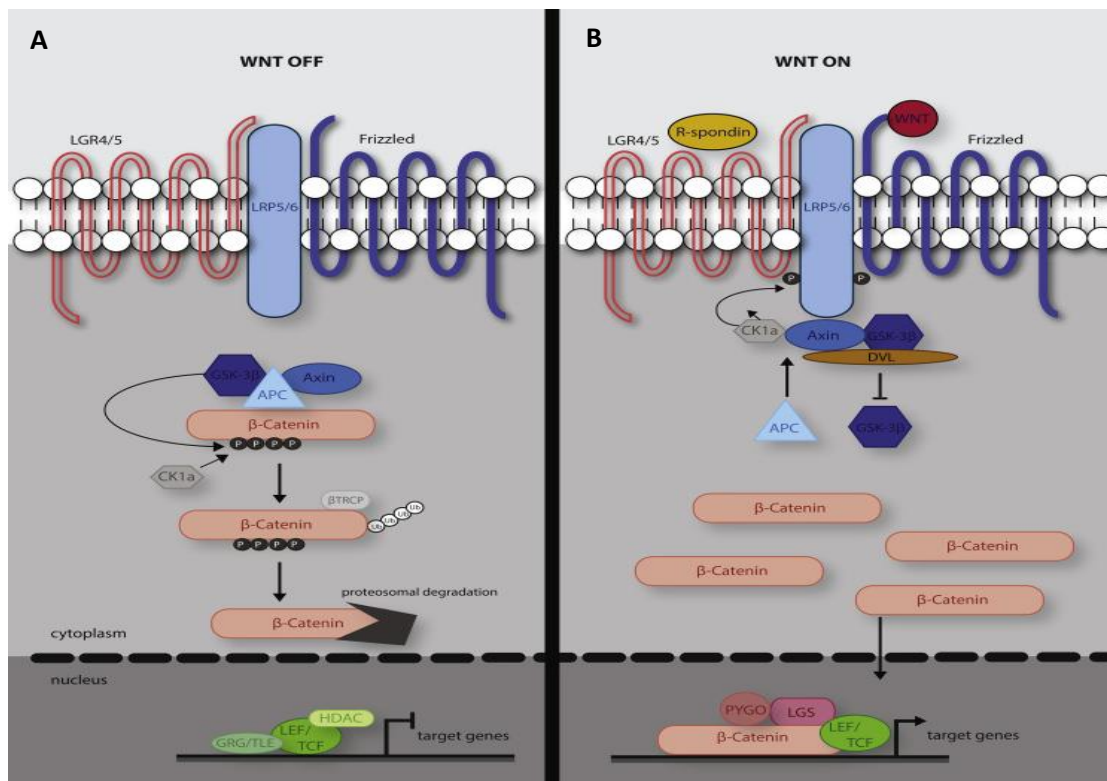 A
WNT OFF
LGR4/5
Frizzled
LRP5/6
GSK-3β
Axin
APC
β-Catenin
P P P P
CK1a
βTRCP
β-Catenin
Ub Ub Ub Ub
P P P P
proteosomal degradation
β-Catenin
cytoplasm
nucleus
HDAC
LEF/
TCF
GRG/TLE
target genes
B
WNT ON
WNT
R-spondin
LGR4/5
Frizzled
LRP5/6
P
P
CK1a
Axin
GSK-3β
DVL
APC
GSK-3β
β-Catenin
β-Catenin
β-Catenin
β-Catenin
PYGO
LGS
LEF/
TCF
β-Catenin
target genes